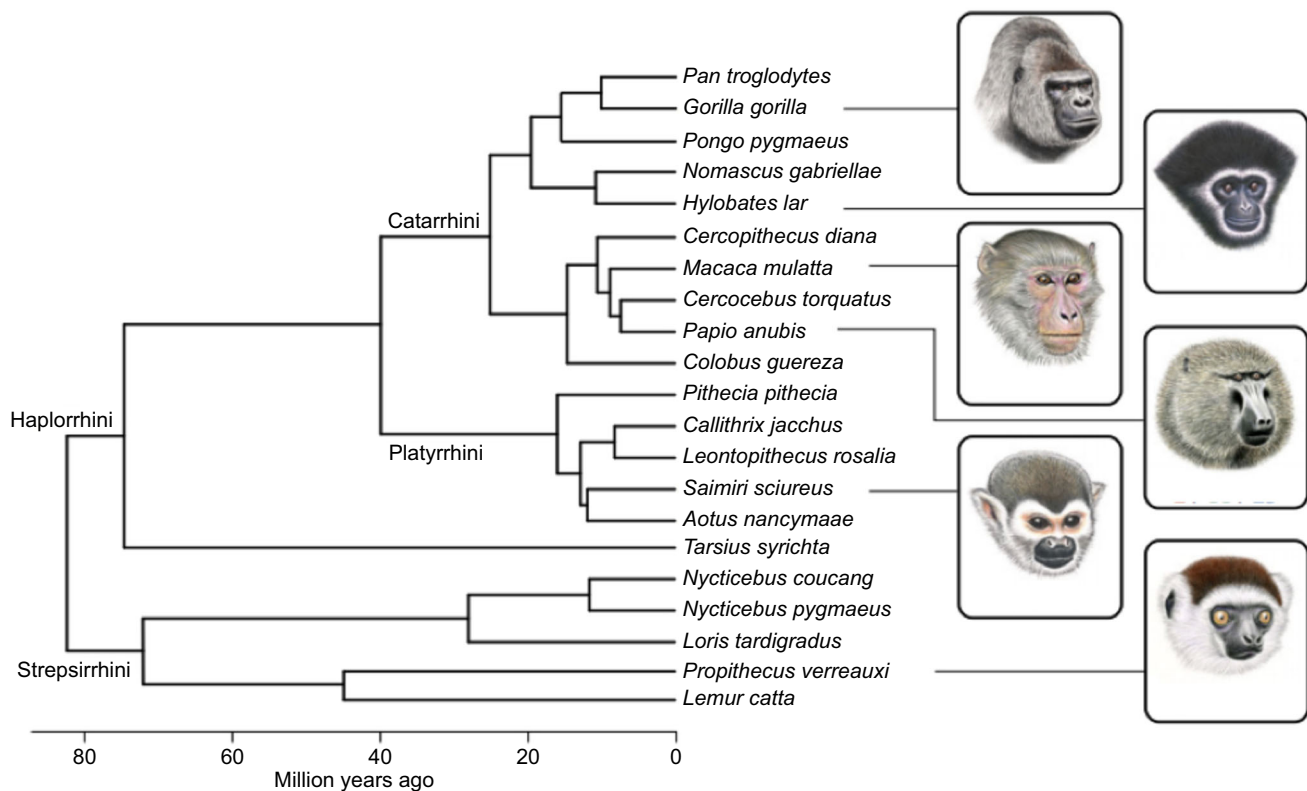 Pan troglodytes
Gorilla gorilla
Pongo pygmaeus
Nomascus gabriellae
Hylobates lar
Catarrhini
Cercopithecus diana
Macaca mulatta
Cercocebus torquatus
Papio anubis
Colobus guereza
Pithecia pithecia
Haplorrhini
Callithrix jacchus
Platyrrhini
Leontopithecus rosalia
Saimiri sciureus
Aotus nancymaae
Tarsius syrichta
Nycticebus coucang
Nycticebus pygmaeus
Loris tardigradus
Strepsirrhini
Propithecus verreauxi
Lemur catta
80 60 40 20 0
Million years ago